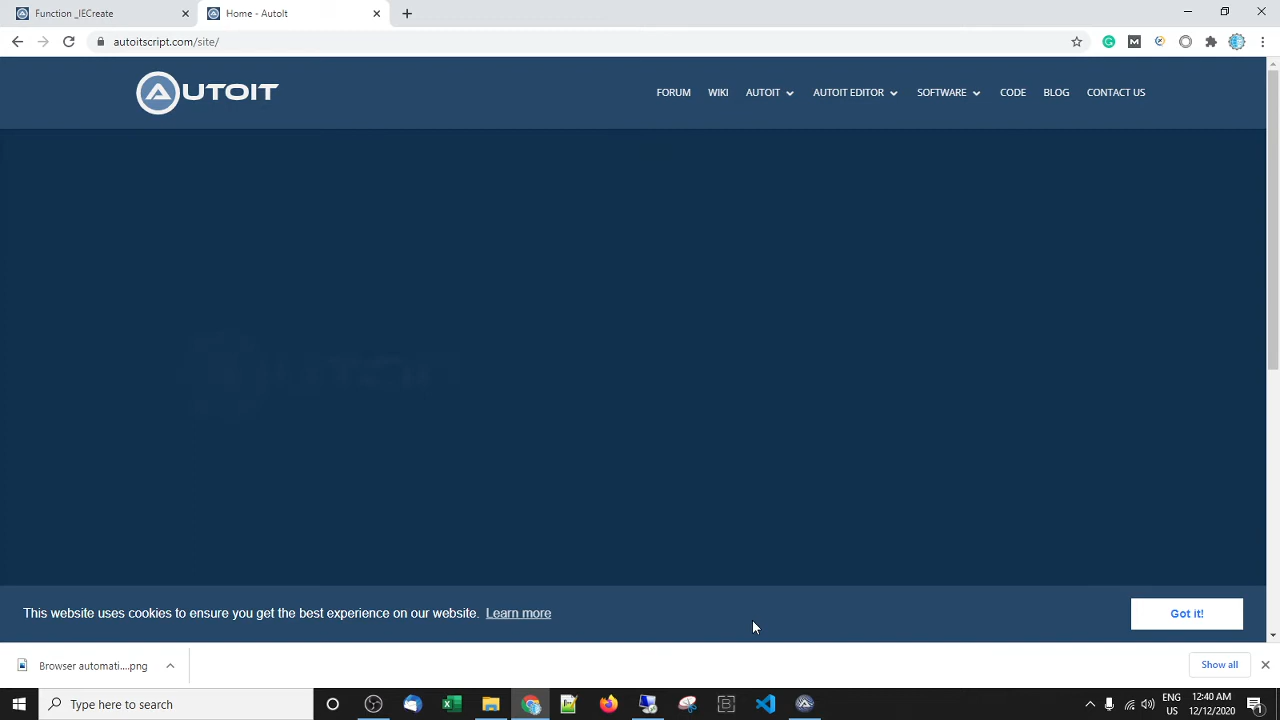 Function _IECreate
Home - AutoIt
autoitscript.com/site/
AUTOIT
FORUM
WIKI
AUTOIT
AUTOIT EDITOR
SOFTWARE
CODE
BLOG
CONTACT US
This website uses cookies to ensure you get the best experience on our website. Learn more
Got it!
Browser automati....png
Show all
Type here to search
ENG
US
12:40 AM
12/12/2020
1